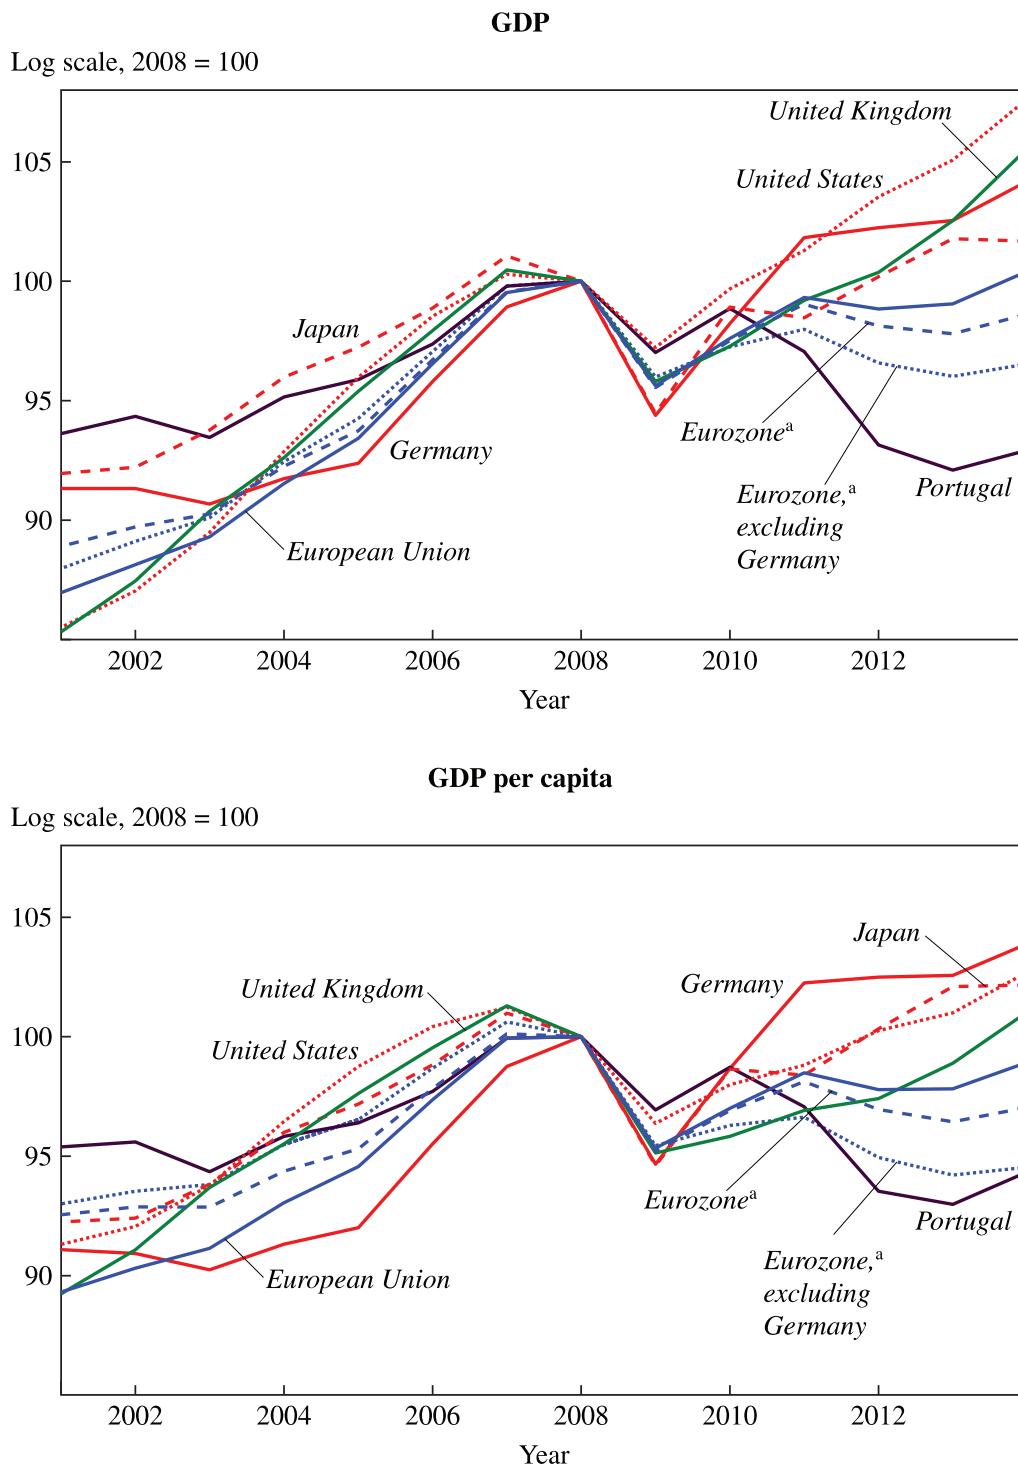 GDP
Log scale, 2008 = 100
United Kingdom
105
United States
100
Japan
95
Eurozoneᵃ
Germany
Portugal
Eurozone,ᵃ
excluding
Germany
90
European Union
2002 2004 2006 2008 2010 2012
Year
GDP per capita
Log scale, 2008 = 100
105
Japan
Germany
United Kingdom
100
United States
95
Eurozoneᵃ
Portugal
Eurozone,ᵃ
excluding
Germany
90
European Union
2002 2004 2006 2008 2010 2012
Year